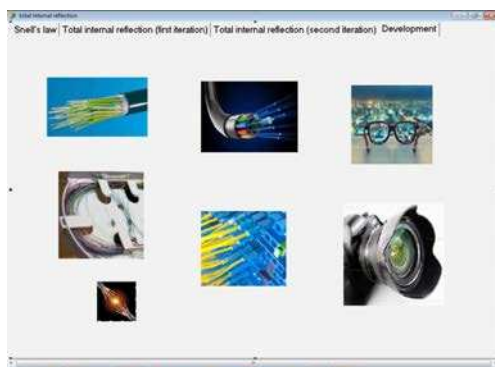 total internal reflection
Snell's law Total internal reflection (first iteration) Total internal reflection (second iteration) Development